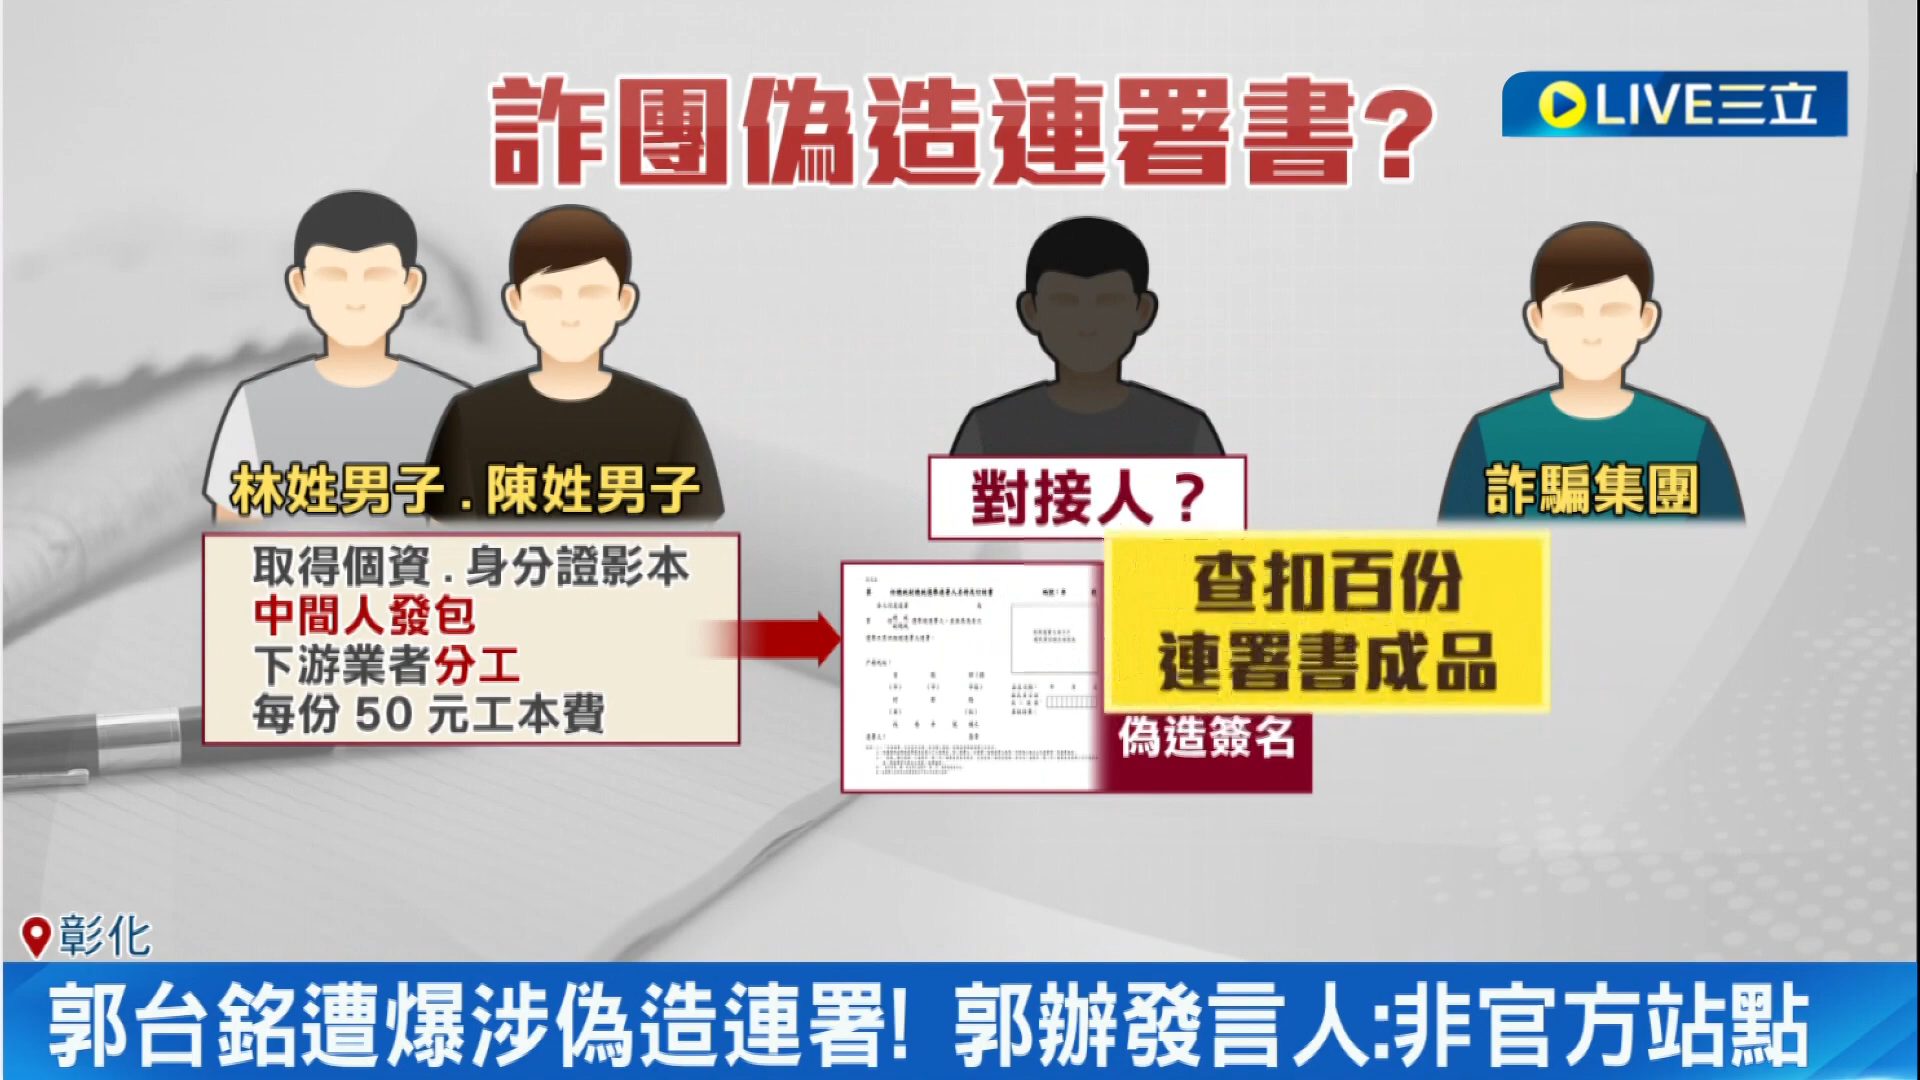 詐團偽造連署書?
LIVE三立
林姓男子.陳姓男子
對接人？
詐騙集團
取得個資.身分證影本
中間人發包
下游業者分工
每份50元工本費
查扣百份
連署書成品
偽造簽名
彰化
郭台銘遭爆涉偽造連署! 郭辦發言人:非官方站點